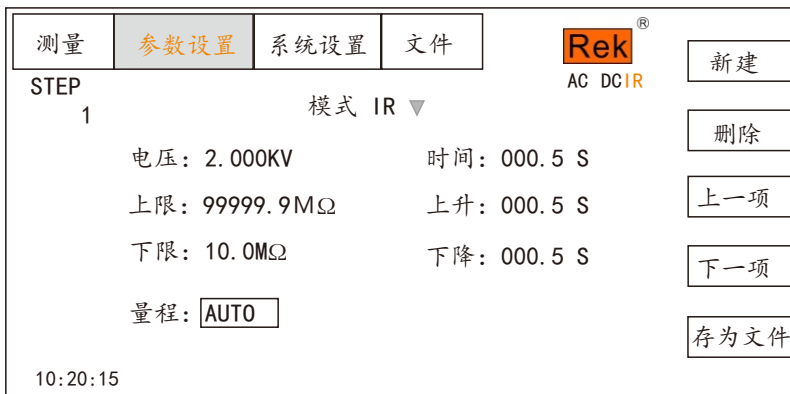 测量 参数设置 系统设置 文件
Rek®
AC DCIR
STEP
1
模式 IR ▼
电压: 2.000KV 时间: 000.5 S
上限: 99999.9MΩ 上升: 000.5 S
下限: 10.0MΩ 下降: 000.5 S
量程: AUTO
10:20:15
新建
删除
上一项
下一项
存为文件